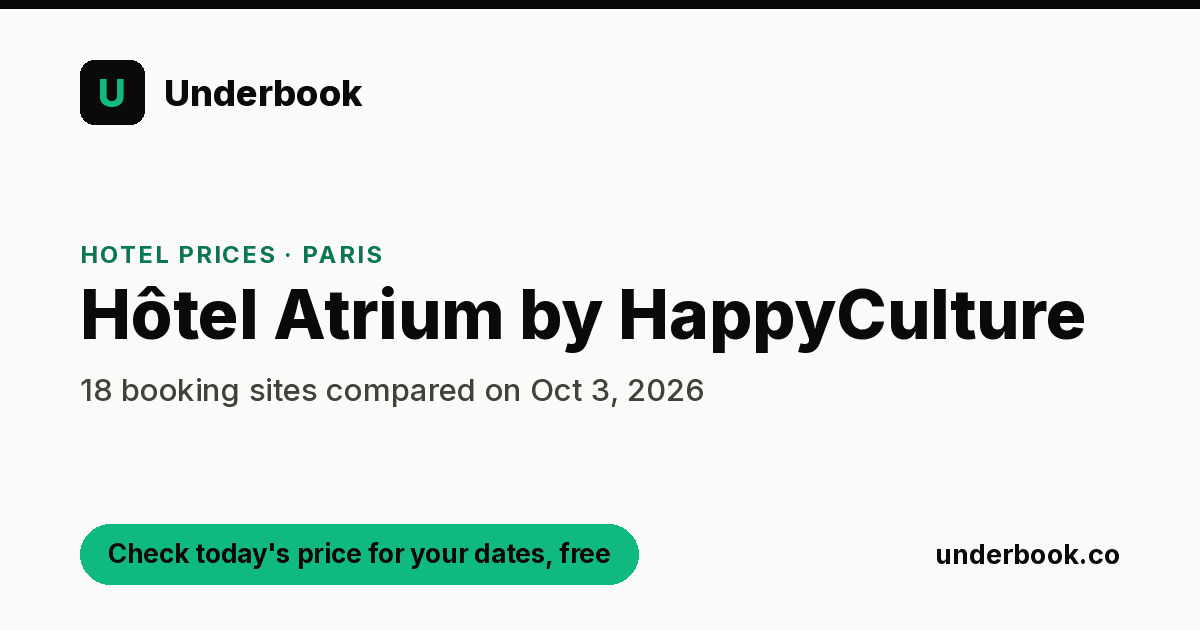 U Underbook
HOTEL PRICES · PARIS
Hôtel Atrium by HappyCulture
18 booking sites compared on Oct 3, 2026
Check today's price for your dates, free
underbook.co